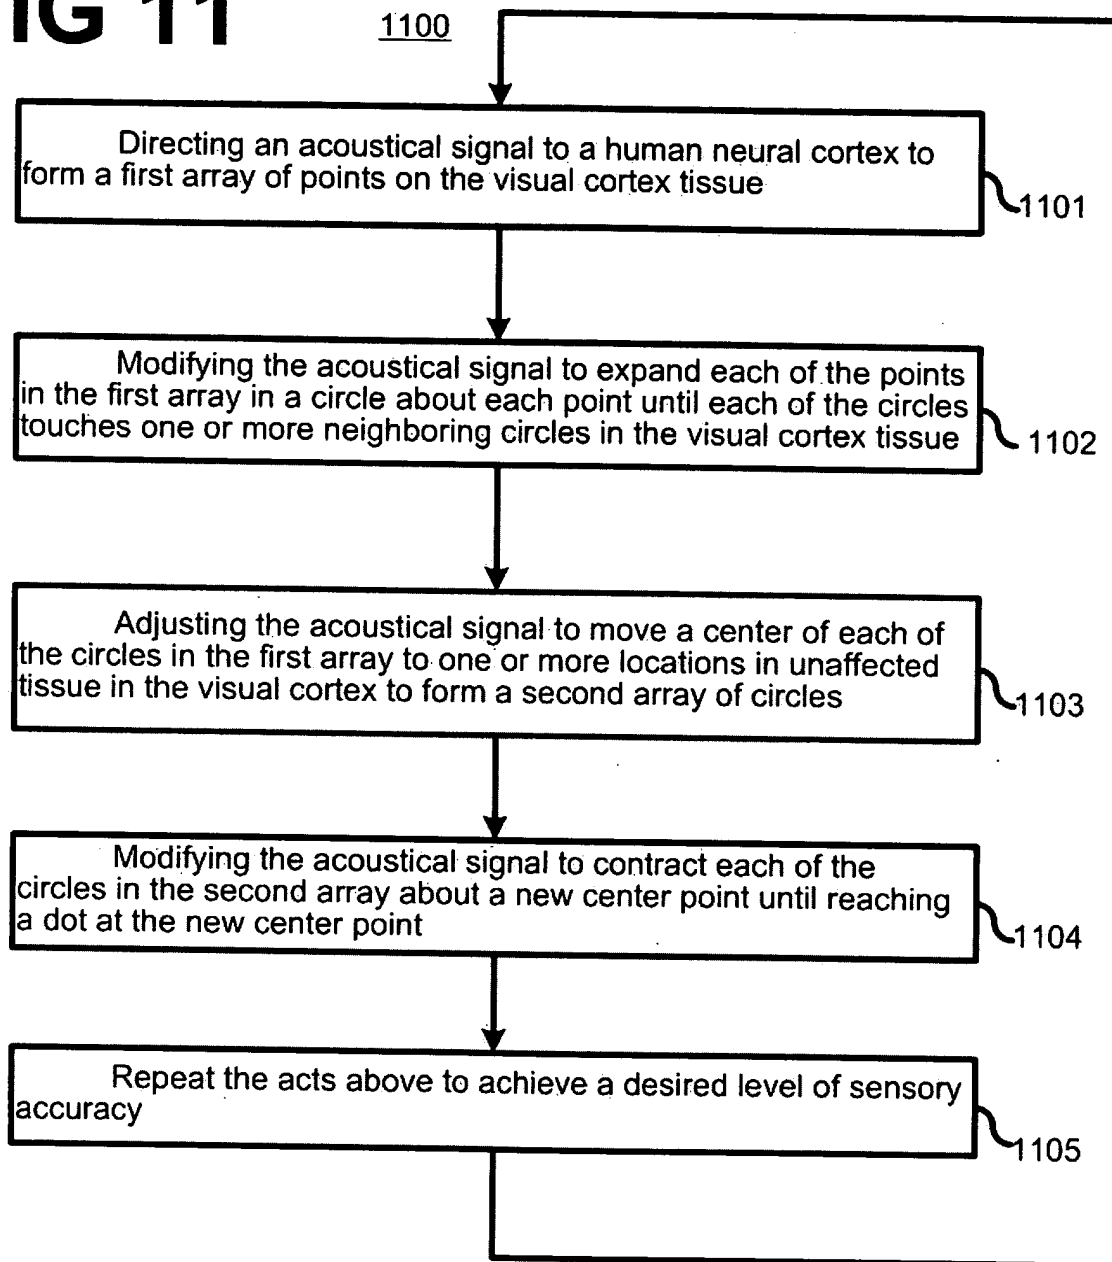 IG 11
1100
Directing an acoustical signal to a human neural cortex to
form a first array of points on the visual cortex tissue
1101
Modifying the acoustical signal to expand each of the points
in the first array in a circle about each point until each of the circles
touches one or more neighboring circles in the visual cortex tissue
1102
Adjusting the acoustical signal to move a center of each of
the circles in the first array to one or more locations in unaffected
tissue in the visual cortex to form a second array of circles
1103
Modifying the acoustical signal to contract each of the
circles in the second array about a new center point until reaching
a dot at the new center point
1104
Repeat the acts above to achieve a desired level of sensory
accuracy
1105